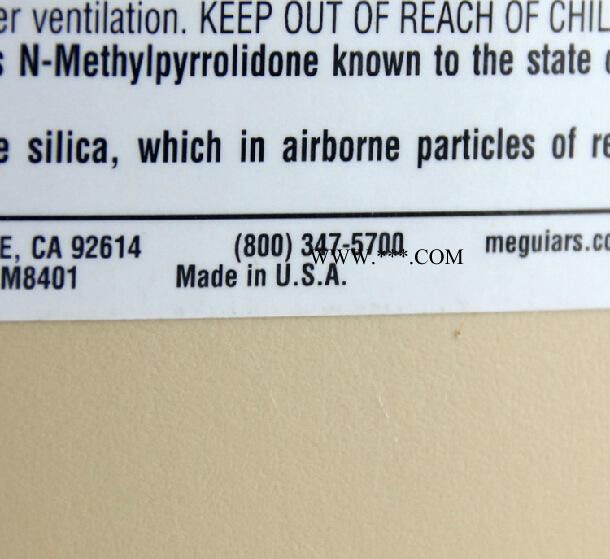 er ventilation. KEEP OUT OF REACH OF CHIL
s N-Methylpyrrolidone known to the state
e silica, which in airborne particles of re
E, CA 92614 (800) 347-5700 meguiars.co
WWW.***.COM
M8401 Made in U.S.A.